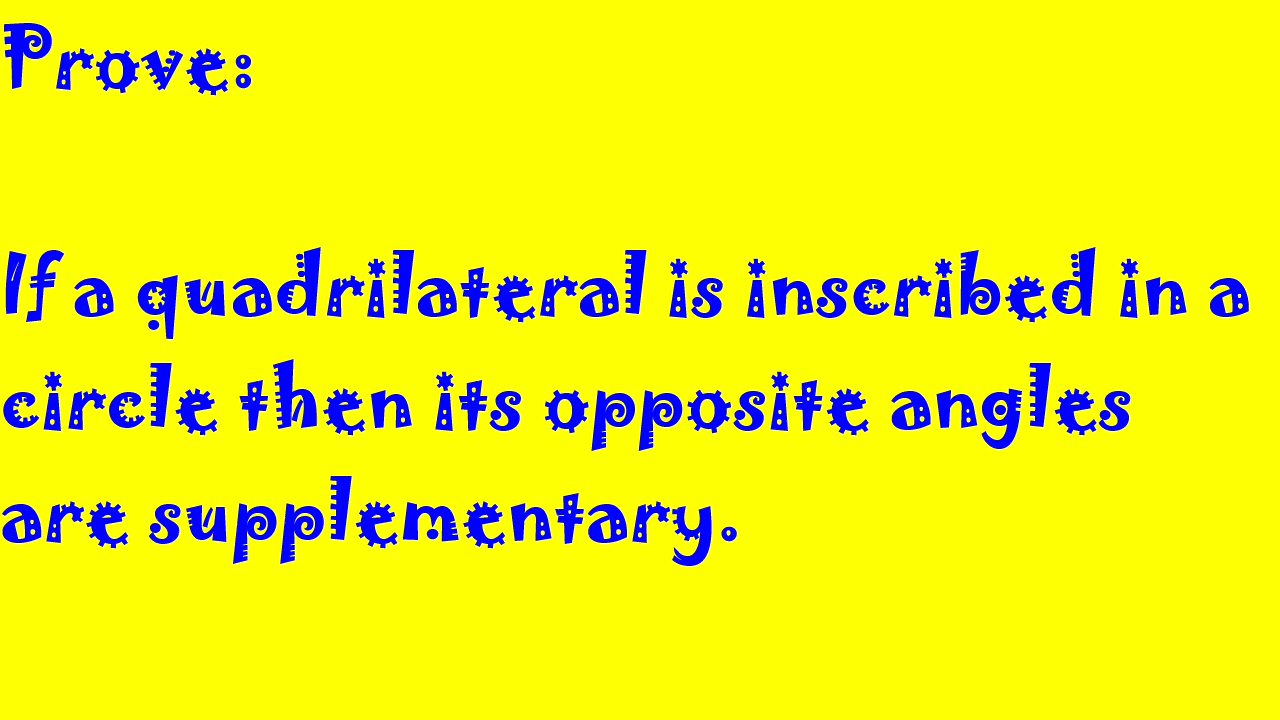 Prove:
If a quadrilateral is inscribed in a
circle then its opposite angles
are supplementary.